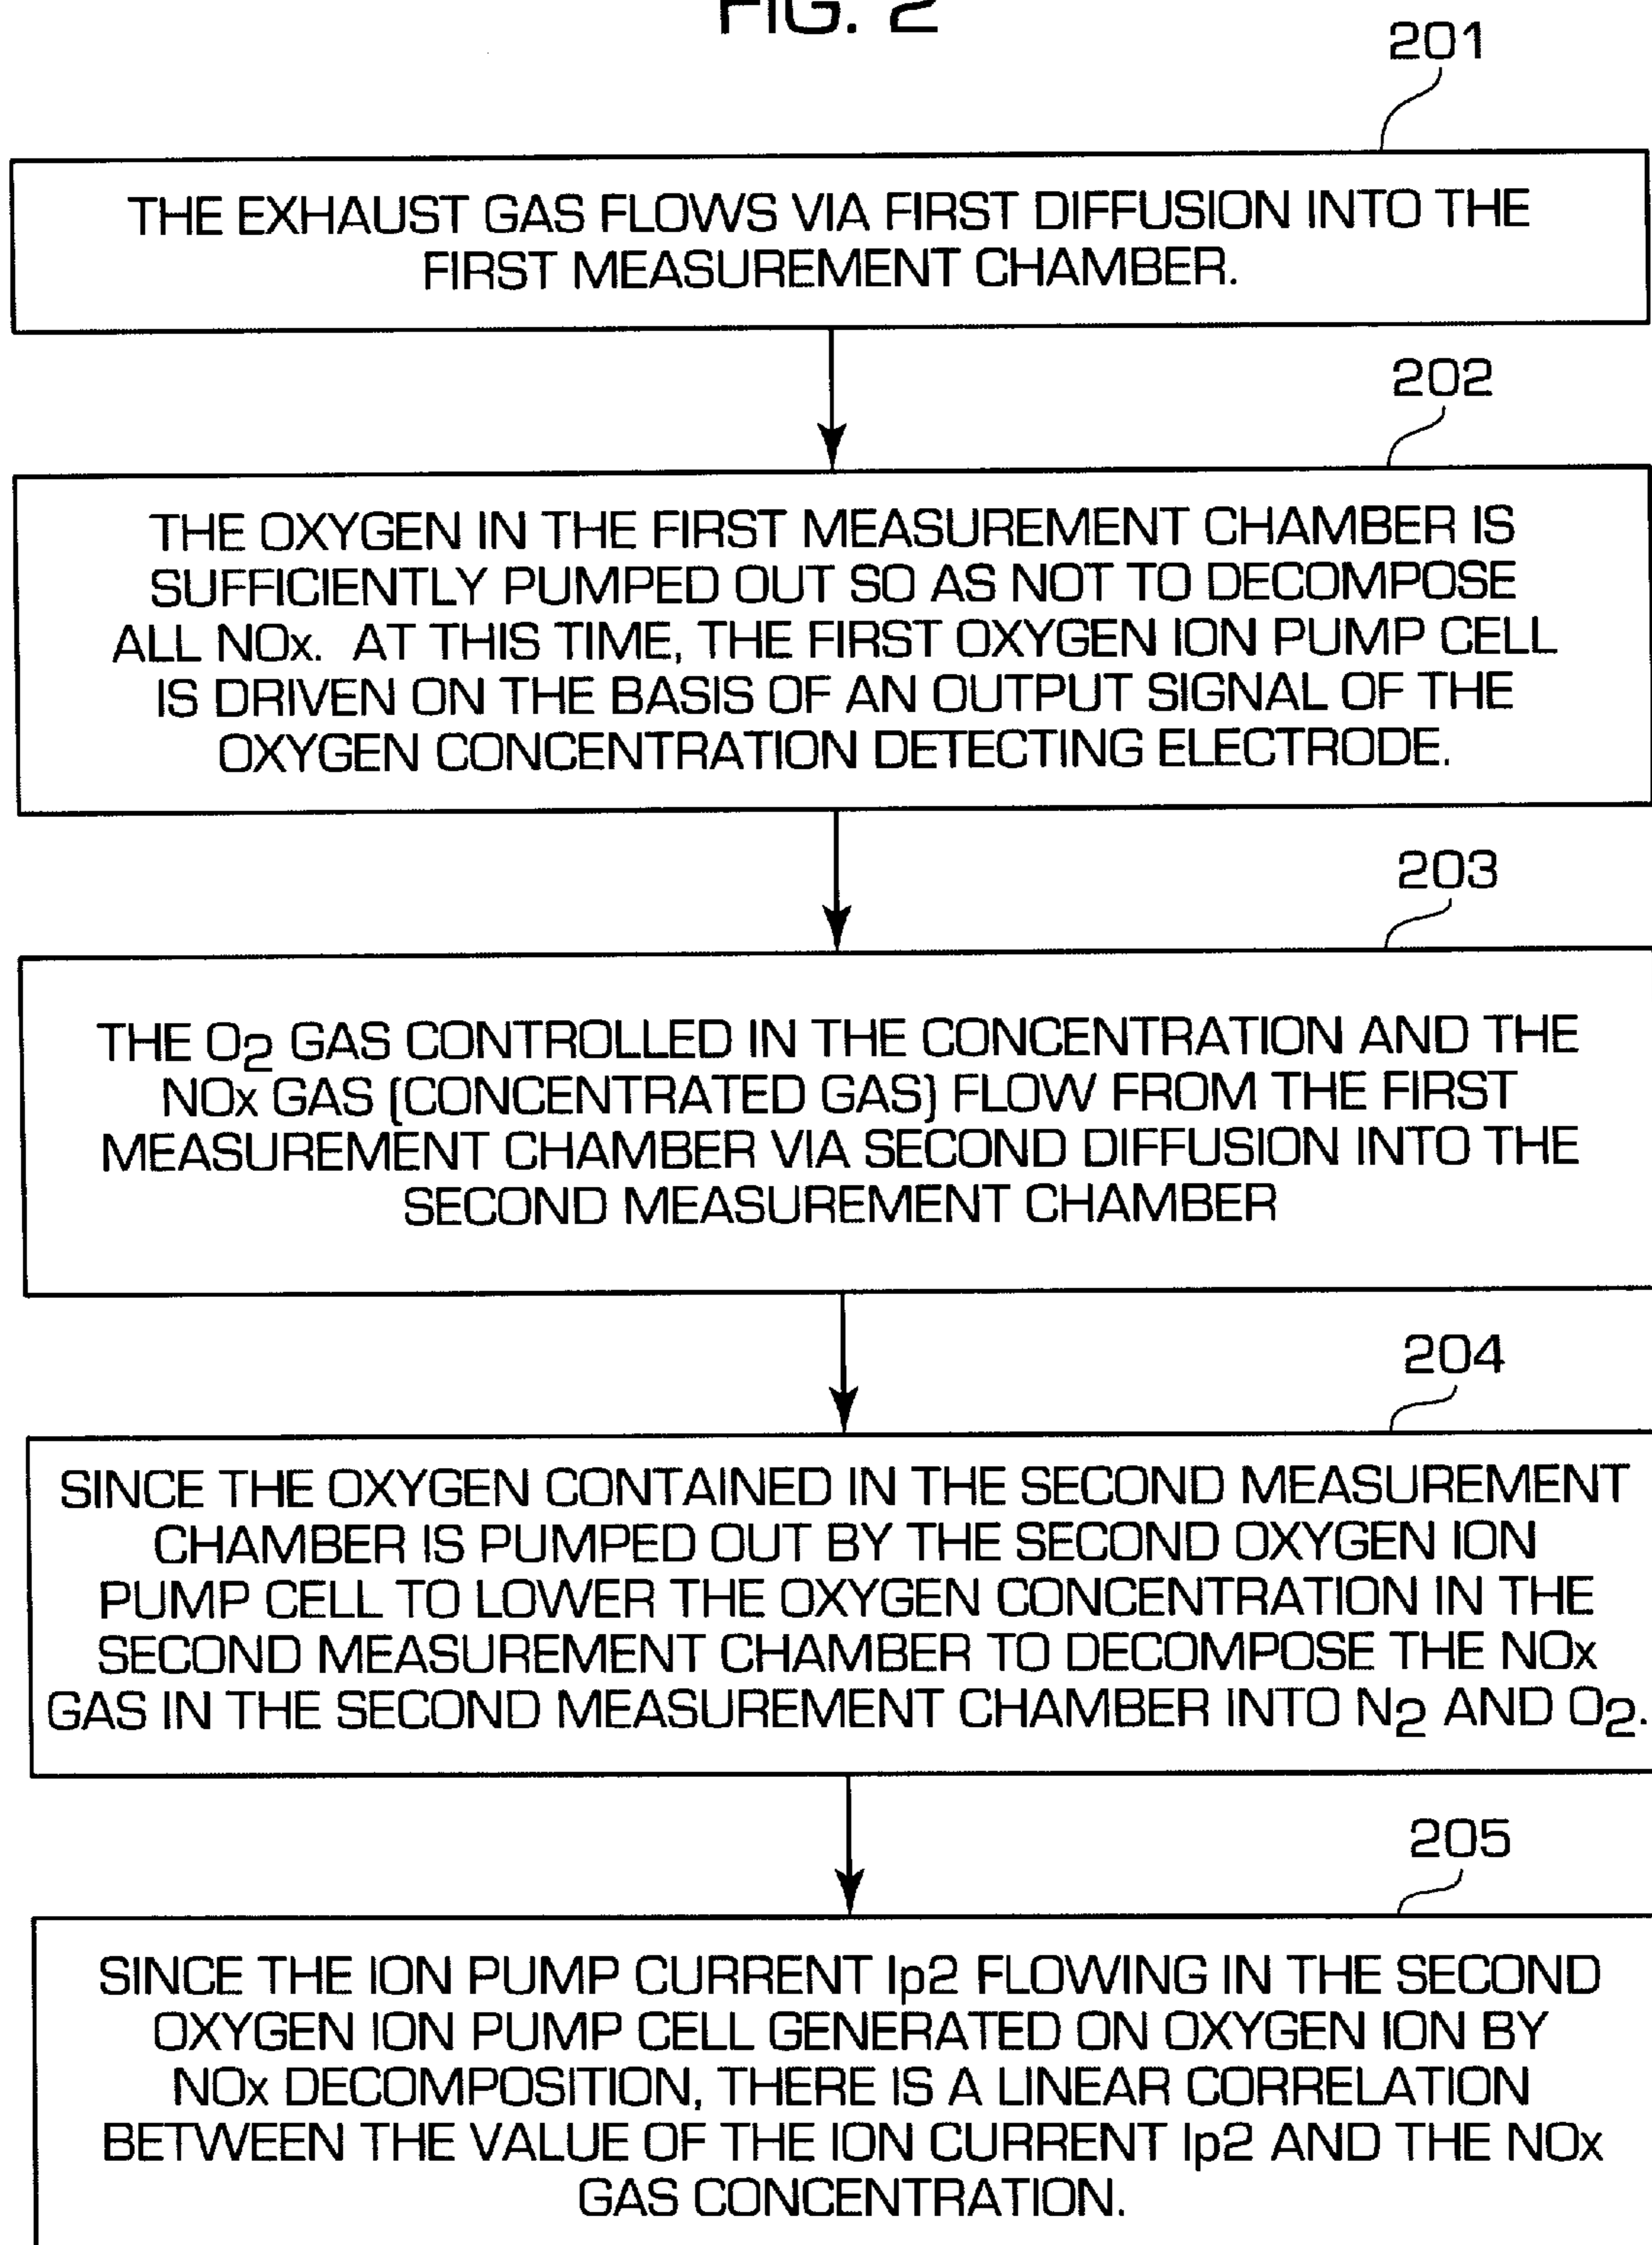 FIG. 2
201
THE EXHAUST GAS FLOWS VIA FIRST DIFFUSION INTO THE
FIRST MEASUREMENT CHAMBER.
202
THE OXYGEN IN THE FIRST MEASUREMENT CHAMBER IS
SUFFICIENTLY PUMPED OUT SO AS NOT TO DECOMPOSE
ALL NOx. AT THIS TIME, THE FIRST OXYGEN ION PUMP CELL
IS DRIVEN ON THE BASIS OF AN OUTPUT SIGNAL OF THE
OXYGEN CONCENTRATION DETECTING ELECTRODE.
203
THE O2 GAS CONTROLLED IN THE CONCENTRATION AND THE
NOx GAS (CONCENTRATED GAS) FLOW FROM THE FIRST
MEASUREMENT CHAMBER VIA SECOND DIFFUSION INTO THE
SECOND MEASUREMENT CHAMBER
204
SINCE THE OXYGEN CONTAINED IN THE SECOND MEASUREMENT
CHAMBER IS PUMPED OUT BY THE SECOND OXYGEN ION
PUMP CELL TO LOWER THE OXYGEN CONCENTRATION IN THE
SECOND MEASUREMENT CHAMBER TO DECOMPOSE THE NOx
GAS IN THE SECOND MEASUREMENT CHAMBER INTO N2 AND O2.
205
SINCE THE ION PUMP CURRENT Ip2 FLOWING IN THE SECOND
OXYGEN ION PUMP CELL GENERATED ON OXYGEN ION BY
NOx DECOMPOSITION, THERE IS A LINEAR CORRELATION
BETWEEN THE VALUE OF THE ION CURRENT Ip2 AND THE NOx
GAS CONCENTRATION.